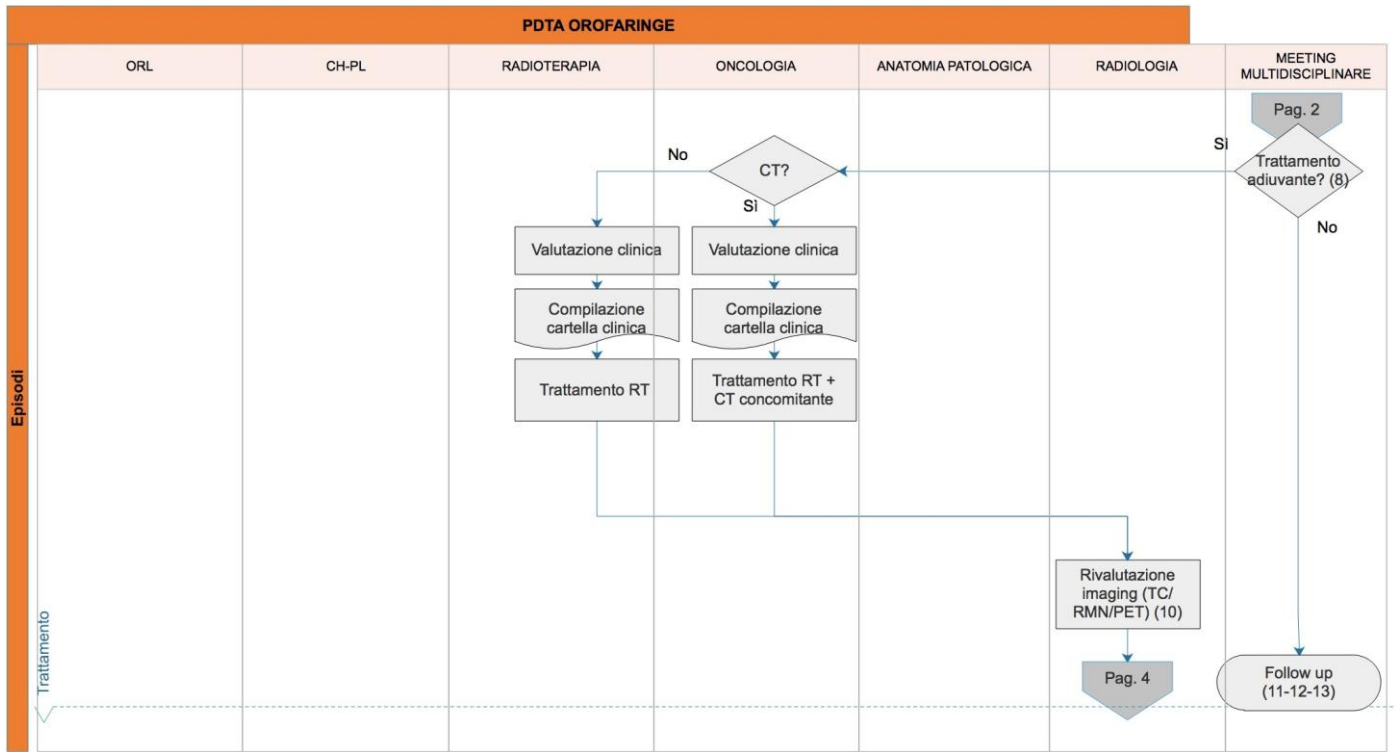 PDTA OROFARINGE
ORL
CH-PL
RADIOTERAPIA
ONCOLOGIA
ANATOMIA PATOLOGICA
RADIOLOGIA
MEETING
MULTIDISCIPLINARE
Episodi
Pag. 2
Sì
Trattamento
adiuvante? (8)
No
No
CT?
Sì
Valutazione clinica
Valutazione clinica
Compilazione
cartella clinica
Compilazione
cartella clinica
Trattamento RT
Trattamento RT +
CT concomitante
Rivalutazione
imaging (TC/
RMN/PET) (10)
Pag. 4
Follow up
(11-12-13)
Trattamento